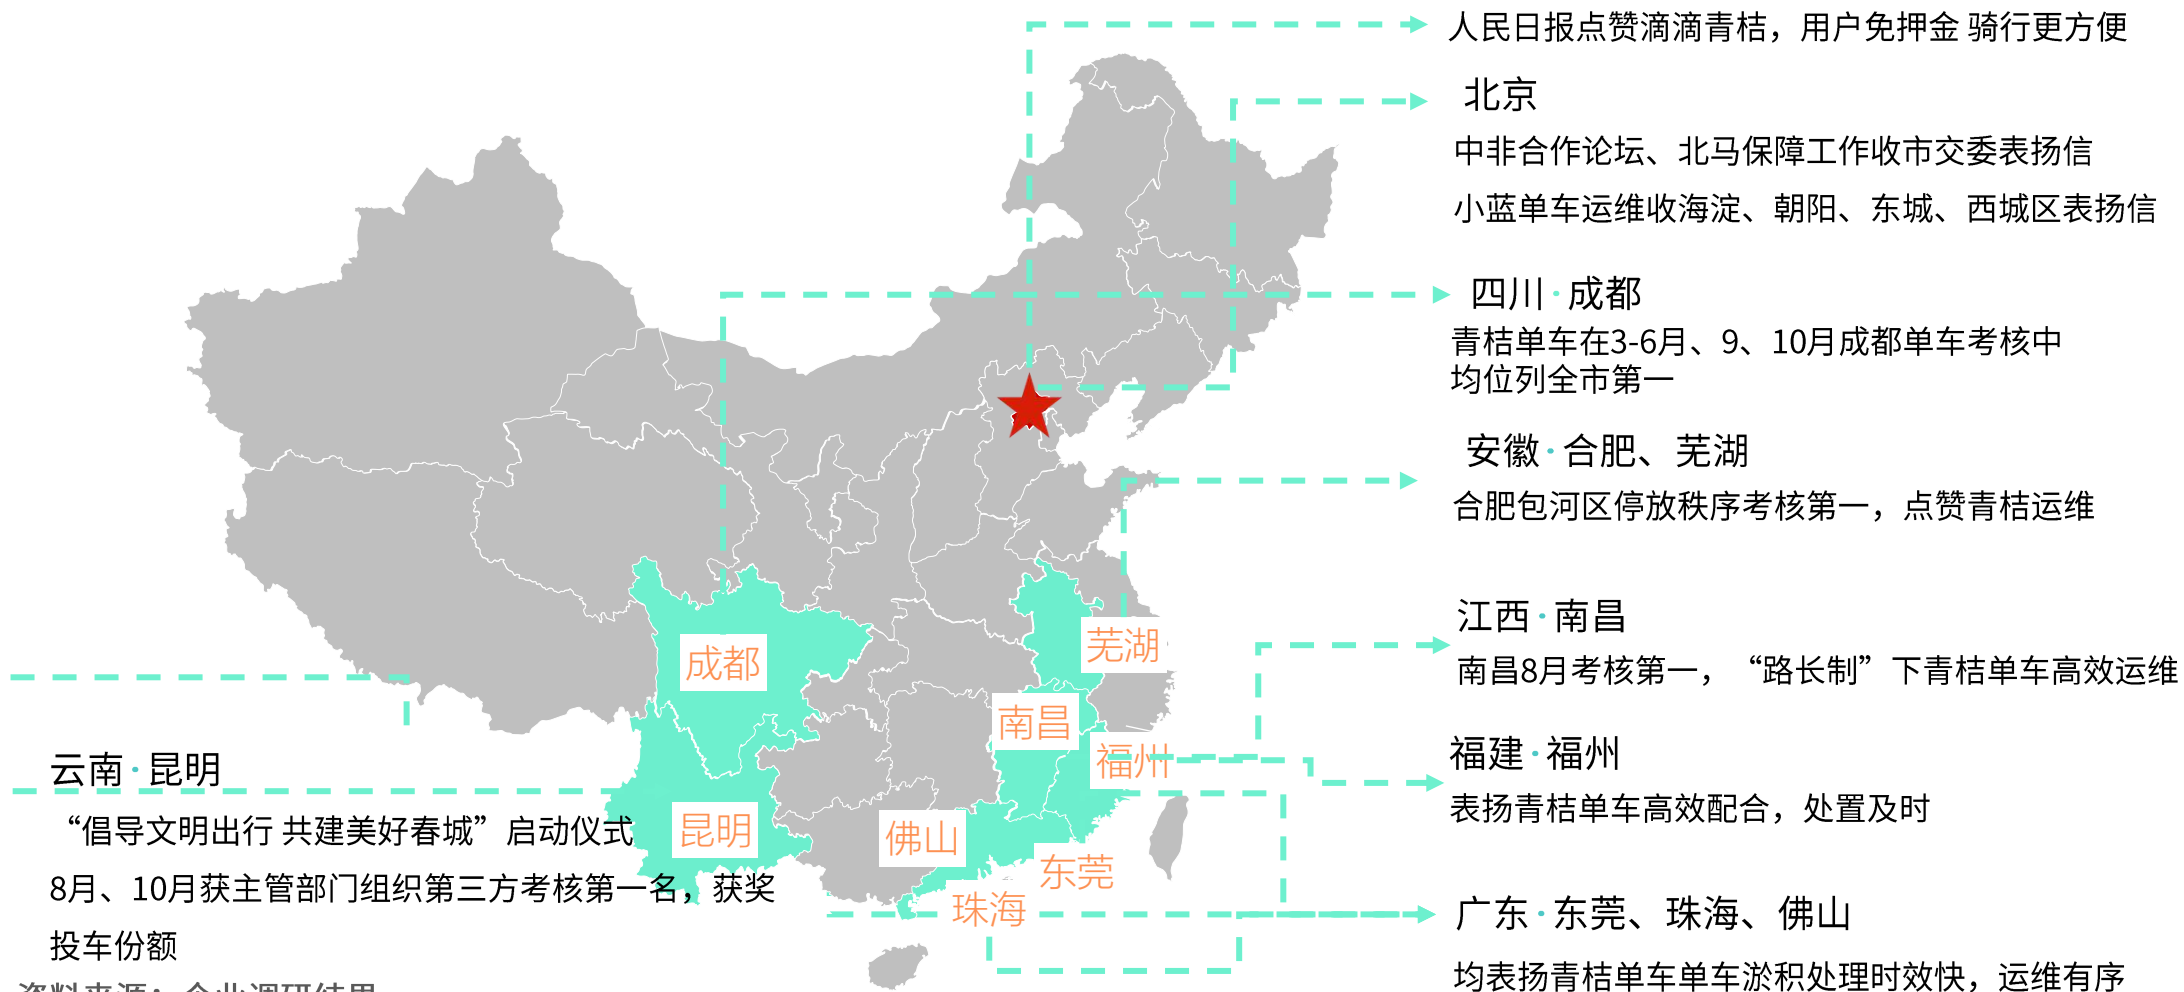 人民日报点赞滴滴青桔，用户免押金 骑行更方便
北京
中非合作论坛、北马保障工作收市交委表扬信
小蓝单车运维收海淀、朝阳、东城、西城区表扬信
四川·成都
青桔单车在3-6月、9、10月成都单车考核中
均位列全市第一
安徽·合肥、芜湖
合肥包河区停放秩序考核第一，点赞青桔运维
江西·南昌
南昌8月考核第一，“路长制”下青桔单车高效运维
福建·福州
表扬青桔单车高效配合，处置及时
广东·东莞、珠海、佛山
均表扬青桔单车单车淤积处理时效快，运维有序
芜湖
成都
南昌
福州
昆明
佛山
东莞
珠海
云南·昆明
“倡导文明出行 共建美好春城”启动仪式
8月、10月获主管部门组织第三方考核第一名，获奖
投车份额
资料来源：企业调研结果